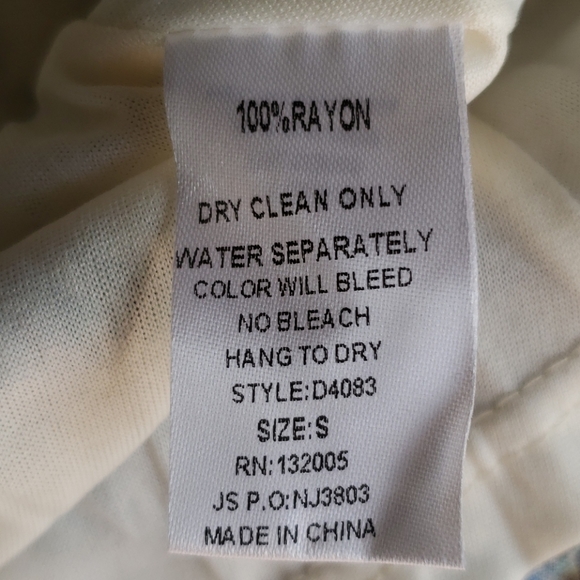 100%RAYON
DRY CLEAN ONLY
WATER SEPARATELY
COLOR WILL BLEED
NO BLEACH
HANG TO DRY
STYLE:D4083
SIZE:S
RN:132005
JS P.O:NJ3803
MADE IN CHINA